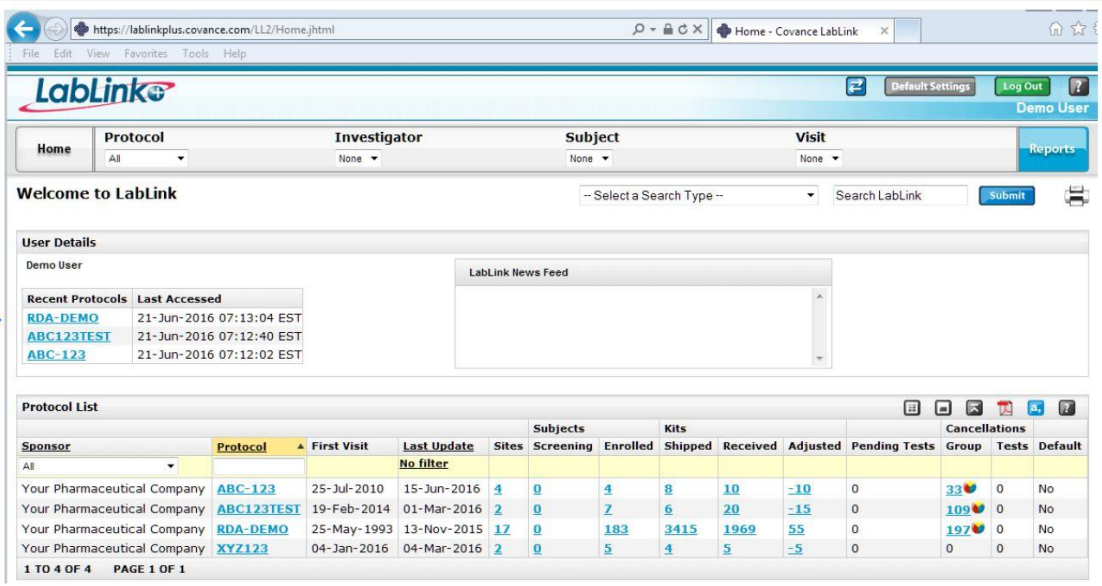 https://lablinkplus.covance.com/LL2/Home.jhtml
Home - Covance LabLink
File Edit View Favorites Tools Help
LabLink+
Default Settings
Log Out
?
Demo User
Home
Protocol
Investigator
Subject
Visit
Reports
All
None
None
None
Welcome to LabLink
-- Select a Search Type --
Search LabLink
Submit
User Details
Demo User
LabLink News Feed
Recent Protocols Last Accessed
RDA-DEMO 21-Jun-2016 07:13:04 EST
ABC123TEST 21-Jun-2016 07:12:40 EST
ABC-123 21-Jun-2016 07:12:02 EST
Protocol List
?
Subjects Kits Cancellations
Sponsor Protocol First Visit Last Update Sites Screening Enrolled Shipped Received Adjusted Pending Tests Group Tests Default
All No filter
Your Pharmaceutical Company ABC-123 25-Jul-2010 15-Jun-2016 4 0 4 8 10 -10 0 33 0 No
Your Pharmaceutical Company ABC123TEST 19-Feb-2014 01-Mar-2016 2 0 7 6 20 -15 0 109 0 No
Your Pharmaceutical Company RDA-DEMO 25-May-1993 13-Nov-2015 17 0 183 3415 1969 55 0 197 0 No
Your Pharmaceutical Company XYZ123 04-Jan-2016 04-Mar-2016 2 0 5 4 5 -5 0 0 0 No
1 TO 4 OF 4 PAGE 1 OF 1